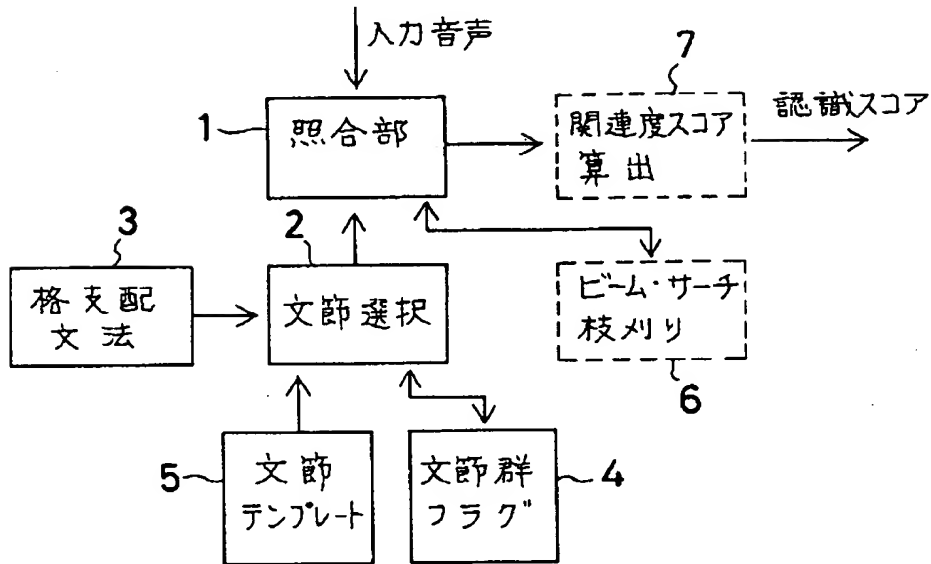 入力音声
7
認識スコア
1
照合部
関連度スコア
算出
3
2
格支配
文法
文節選択
ビーム・サーチ
枝刈り
6
5
文節
テンプレート
文節群
フラグ
4